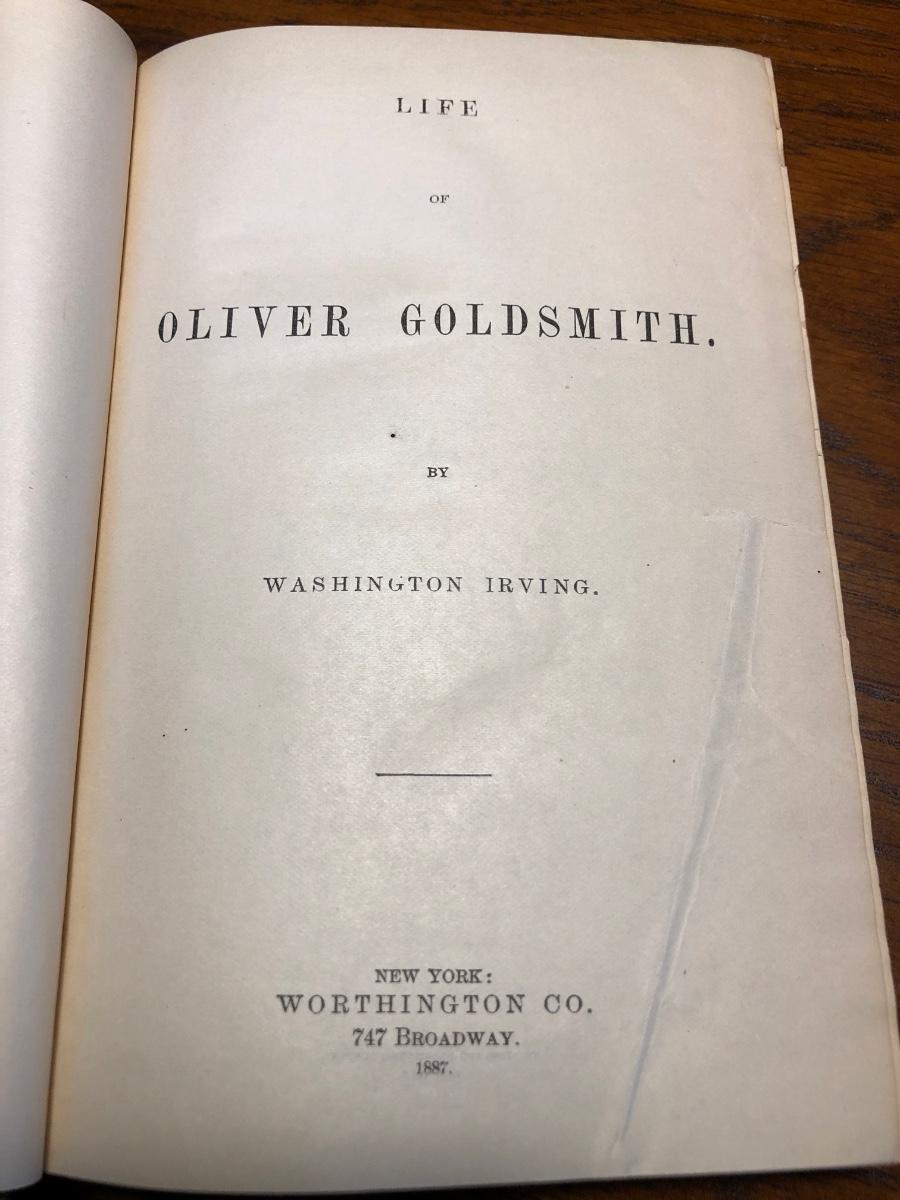 LIFE
OF
OLIVER GOLDSMITH.
BY
WASHINGTON IRVING.
NEW YORK:
WORTHINGTON CO.
747 BROADWAY.
1887.